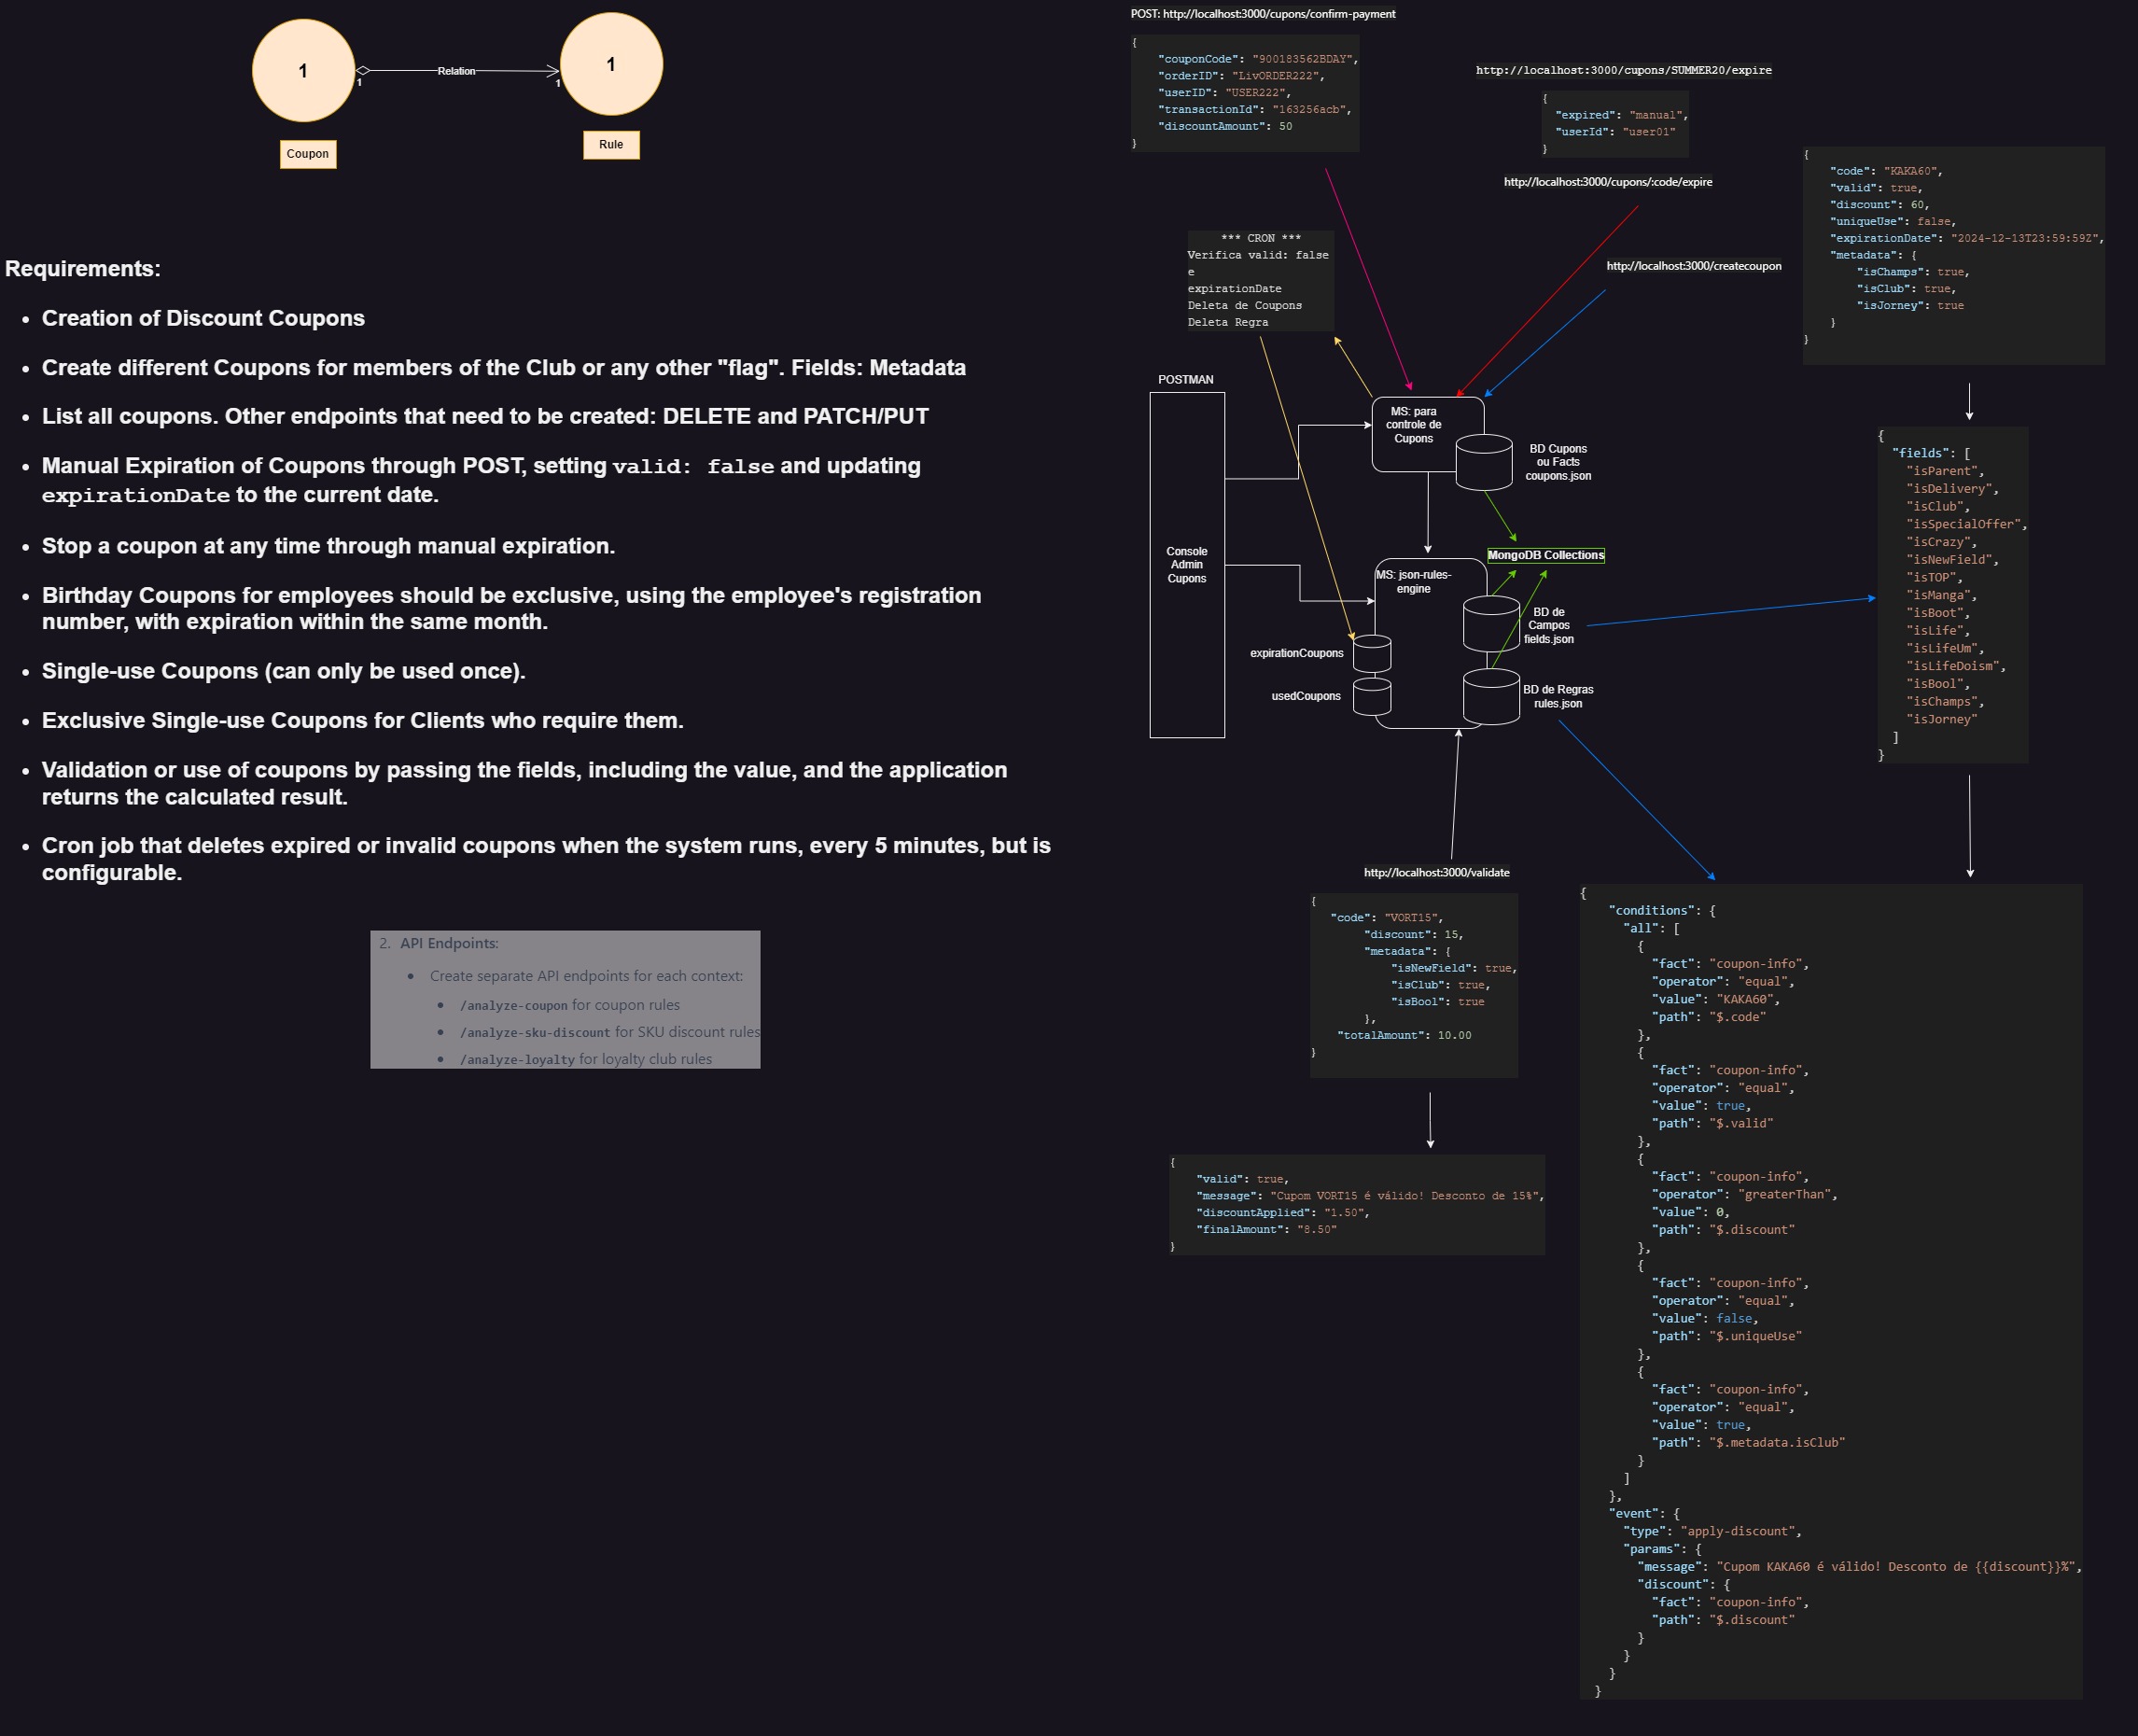 1
Relation
1
1
1
Coupon
Rule
Requirements:
• Creation of Discount Coupons
• Create different Coupons for members of the Club or any other "flag". Fields: Metadata
• List all coupons. Other endpoints that need to be created: DELETE and PATCH/PUT
• Manual Expiration of Coupons through POST, setting valid: false and updating
expirationDate to the current date.
• Stop a coupon at any time through manual expiration.
• Birthday Coupons for employees should be exclusive, using the employee's registration
number, with expiration within the same month.
• Single-use Coupons (can only be used once).
• Exclusive Single-use Coupons for Clients who require them.
• Validation or use of coupons by passing the fields, including the value, and the application
returns the calculated result.
• Cron job that deletes expired or invalid coupons when the system runs, every 5 minutes, but is
configurable.
2. API Endpoints:
• Create separate API endpoints for each context:
• /analyze-coupon for coupon rules
• /analyze-sku-discount for SKU discount rules
• /analyze-loyalty for loyalty club rules
POST: http://localhost:3000/cupons/confirm-payment
{
"couponCode": "900183562BDAY",
"orderID": "LivORDER222",
"userID": "USER222",
"transactionId": "163256acb",
"discountAmount": 50
}
http://localhost:3000/cupons/SUMMER20/expire
{
"expired": "manual",
"userId": "user01"
}
http://localhost:3000/cupons/:code/expire
http://localhost:3000/createcoupon
{
"code": "KAKA60",
"valid": true,
"discount": 60,
"uniqueUse": false,
"expirationDate": "2024-12-13T23:59:59Z",
"metadata": {
"isChamps": true,
"isClub": true,
"isJorney": true
}
}
*** CRON ***
Verifica valid: false
e
expirationDate
Deleta de Coupons
Deleta Regra
POSTMAN
Console
Admin
Cupons
MS: para
controle de
Cupons
BD Cupons
ou Facts
coupons.json
MongoDB Collections
MS: json-rules-
engine
BD de
Campos
fields.json
expirationCoupons
usedCoupons
BD de Regras
rules.json
{
"fields": [
"isParent",
"isDelivery",
"isClub",
"isSpecialOffer",
"isCrazy",
"isNewField",
"isTOP",
"isManga",
"isBoot",
"isLife",
"isLifeUm",
"isLifeDoism",
"isBool",
"isChamps",
"isJorney"
]
}
http://localhost:3000/validate
{
"code": "VORT15",
"discount": 15,
"metadata": {
"isNewField": true,
"isClub": true,
"isBool": true
},
"totalAmount": 10.00
}
{
"valid": true,
"message": "Cupom VORT15 é válido! Desconto de 15%",
"discountApplied": "1.50",
"finalAmount": "8.50"
}
{
"conditions": {
"all": [
{
"fact": "coupon-info",
"operator": "equal",
"value": "KAKA60",
"path": "$.code"
},
{
"fact": "coupon-info",
"operator": "equal",
"value": true,
"path": "$.valid"
},
{
"fact": "coupon-info",
"operator": "greaterThan",
"value": 0,
"path": "$.discount"
},
{
"fact": "coupon-info",
"operator": "equal",
"value": false,
"path": "$.uniqueUse"
},
{
"fact": "coupon-info",
"operator": "equal",
"value": true,
"path": "$.metadata.isClub"
}
]
},
"event": {
"type": "apply-discount",
"params": {
"message": "Cupom KAKA60 é válido! Desconto de {{discount}}%",
"discount": {
"fact": "coupon-info",
"path": "$.discount"
}
}
}
}